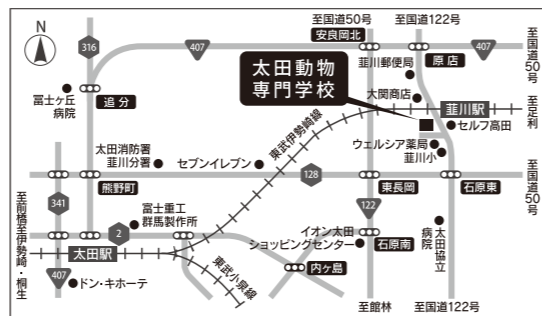 至国道50号
至国道122号
N
安良岡北
316
407
原店
407
至国道50号
韮川郵便局
太田動物
専門学校
大関商店
富士ヶ丘
病院
追分
韮川駅
至足利
セルフ高田
東武伊勢崎線
太田消防署
韮川分署
セブンイレブン
ウェルシア薬局
韮川小
128
熊野町
東長岡
石原東
至国道50号
341
富士重工
群馬製作所
122
至前橋
至伊勢崎・桐生
2
イオン太田
ショッピングセンター
石原南
太田協立
病院
太田駅
407
ドン・キホーテ
東武小泉線
内ヶ島
至館林
至国道122号